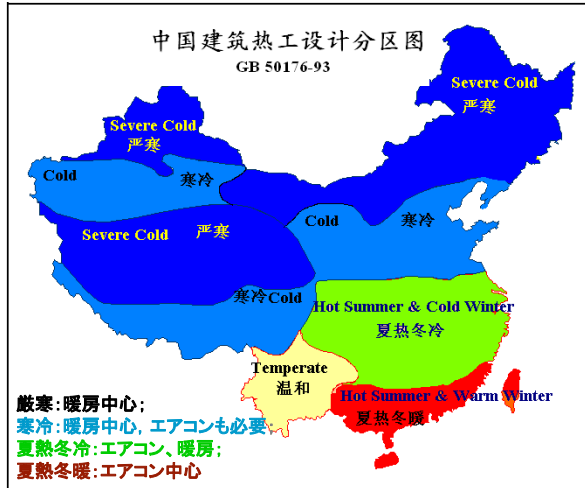 中国建筑热工设计分区图
GB 50176-93
Severe Cold
严寒
Severe Cold
严寒
Cold
寒冷
Cold
寒冷
Severe Cold
严寒
寒冷Cold
Hot Summer & Cold Winter
夏热冬冷
Temperate
温和
Hot Summer & Warm Winter
夏热冬暖
厳寒:暖房中心;
寒冷:暖房中心, エアコンも必要.
夏熱冬冷:エアコン、暖房;
夏熱冬暖:エアコン中心